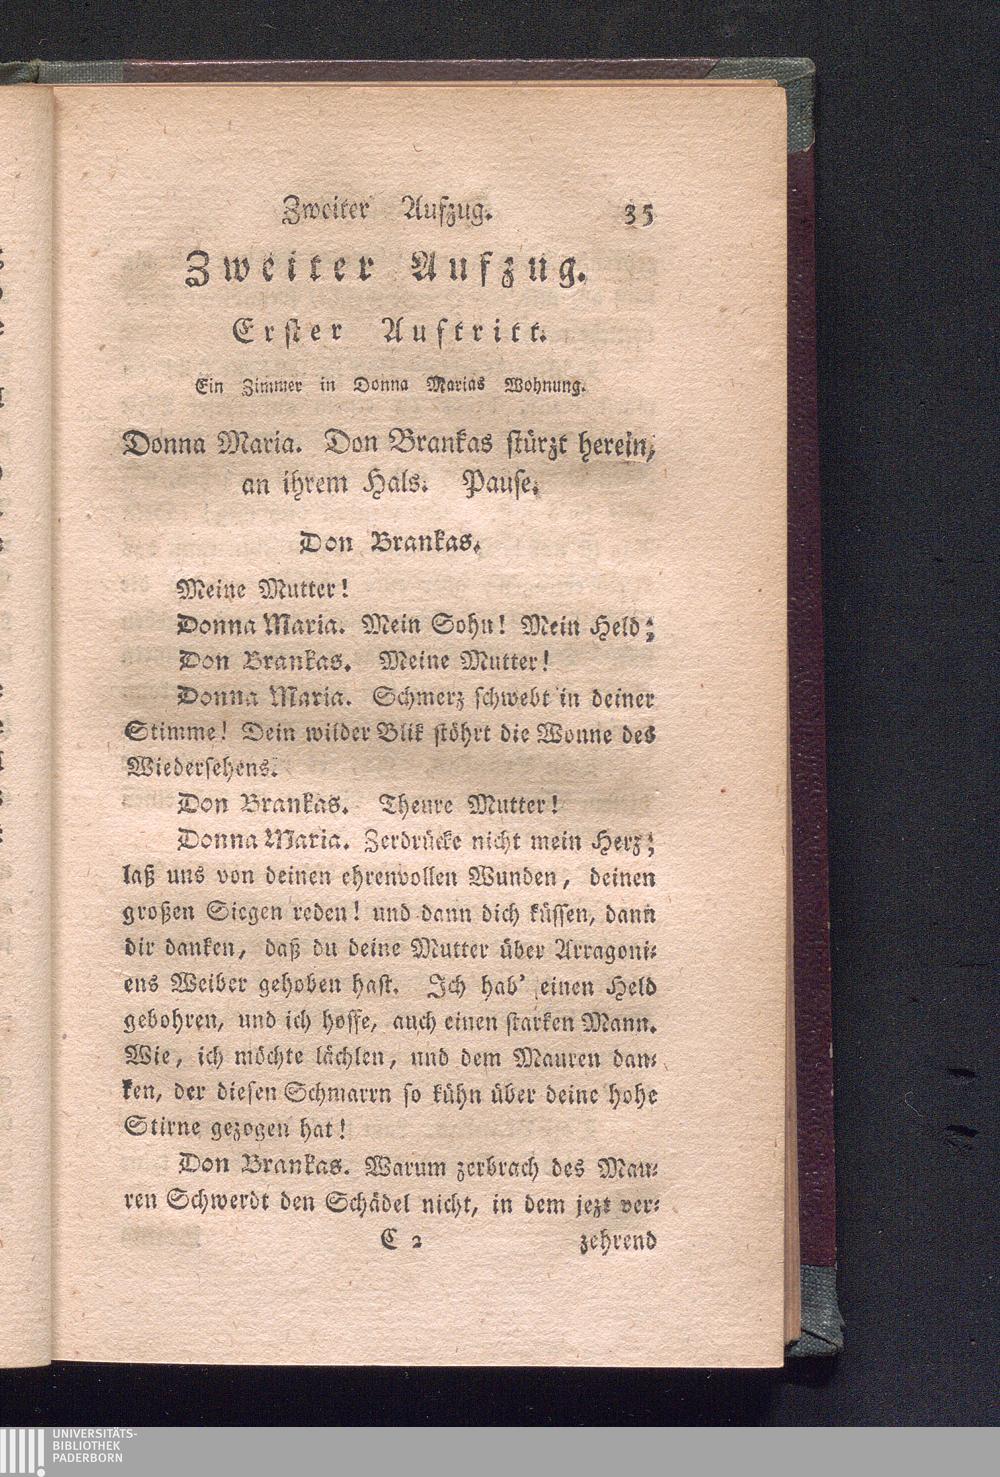 Zweiter Aufzug. 35
Zweiter Aufzug.
Erster Auftritt.
Ein Zimmer in Donna Marias Wohnung.
Donna Maria. Don Brankas stürzt herein,
an ihrem Hals. Pause.
Don Brankas.
Meine Mutter!
Donna Maria. Mein Sohn! Mein Held;
Don Brankas. Meine Mutter!
Donna Maria. Schmerz schwebt in deiner
Stimme! Dein wilder Blik stöhrt die Wonne des
Wiedersehens.
Don Brankas. Theure Mutter!
Donna Maria. Zerdrücke nicht mein Herz;
laß uns von deinen ehrenvollen Wunden, deinen
großen Siegen reden! und dann dich küssen, dann
dir danken, daß du deine Mutter über Arragoni-
ens Weiber gehoben hast. Ich hab' einen Held
gebohren, und ich hoffe, auch einen starken Mann.
Wie, ich möchte lächlen, und dem Mauren dan-
ken, der diesen Schmarrn so kühn über deine hohe
Stirne gezogen hat!
Don Brankas. Warum zerbrach des Mau-
ren Schwerdt den Schädel nicht, in dem jezt ver-
C 2 zehrend
UNIVERSITÄTS-
BIBLIOTHEK
PADERBORN